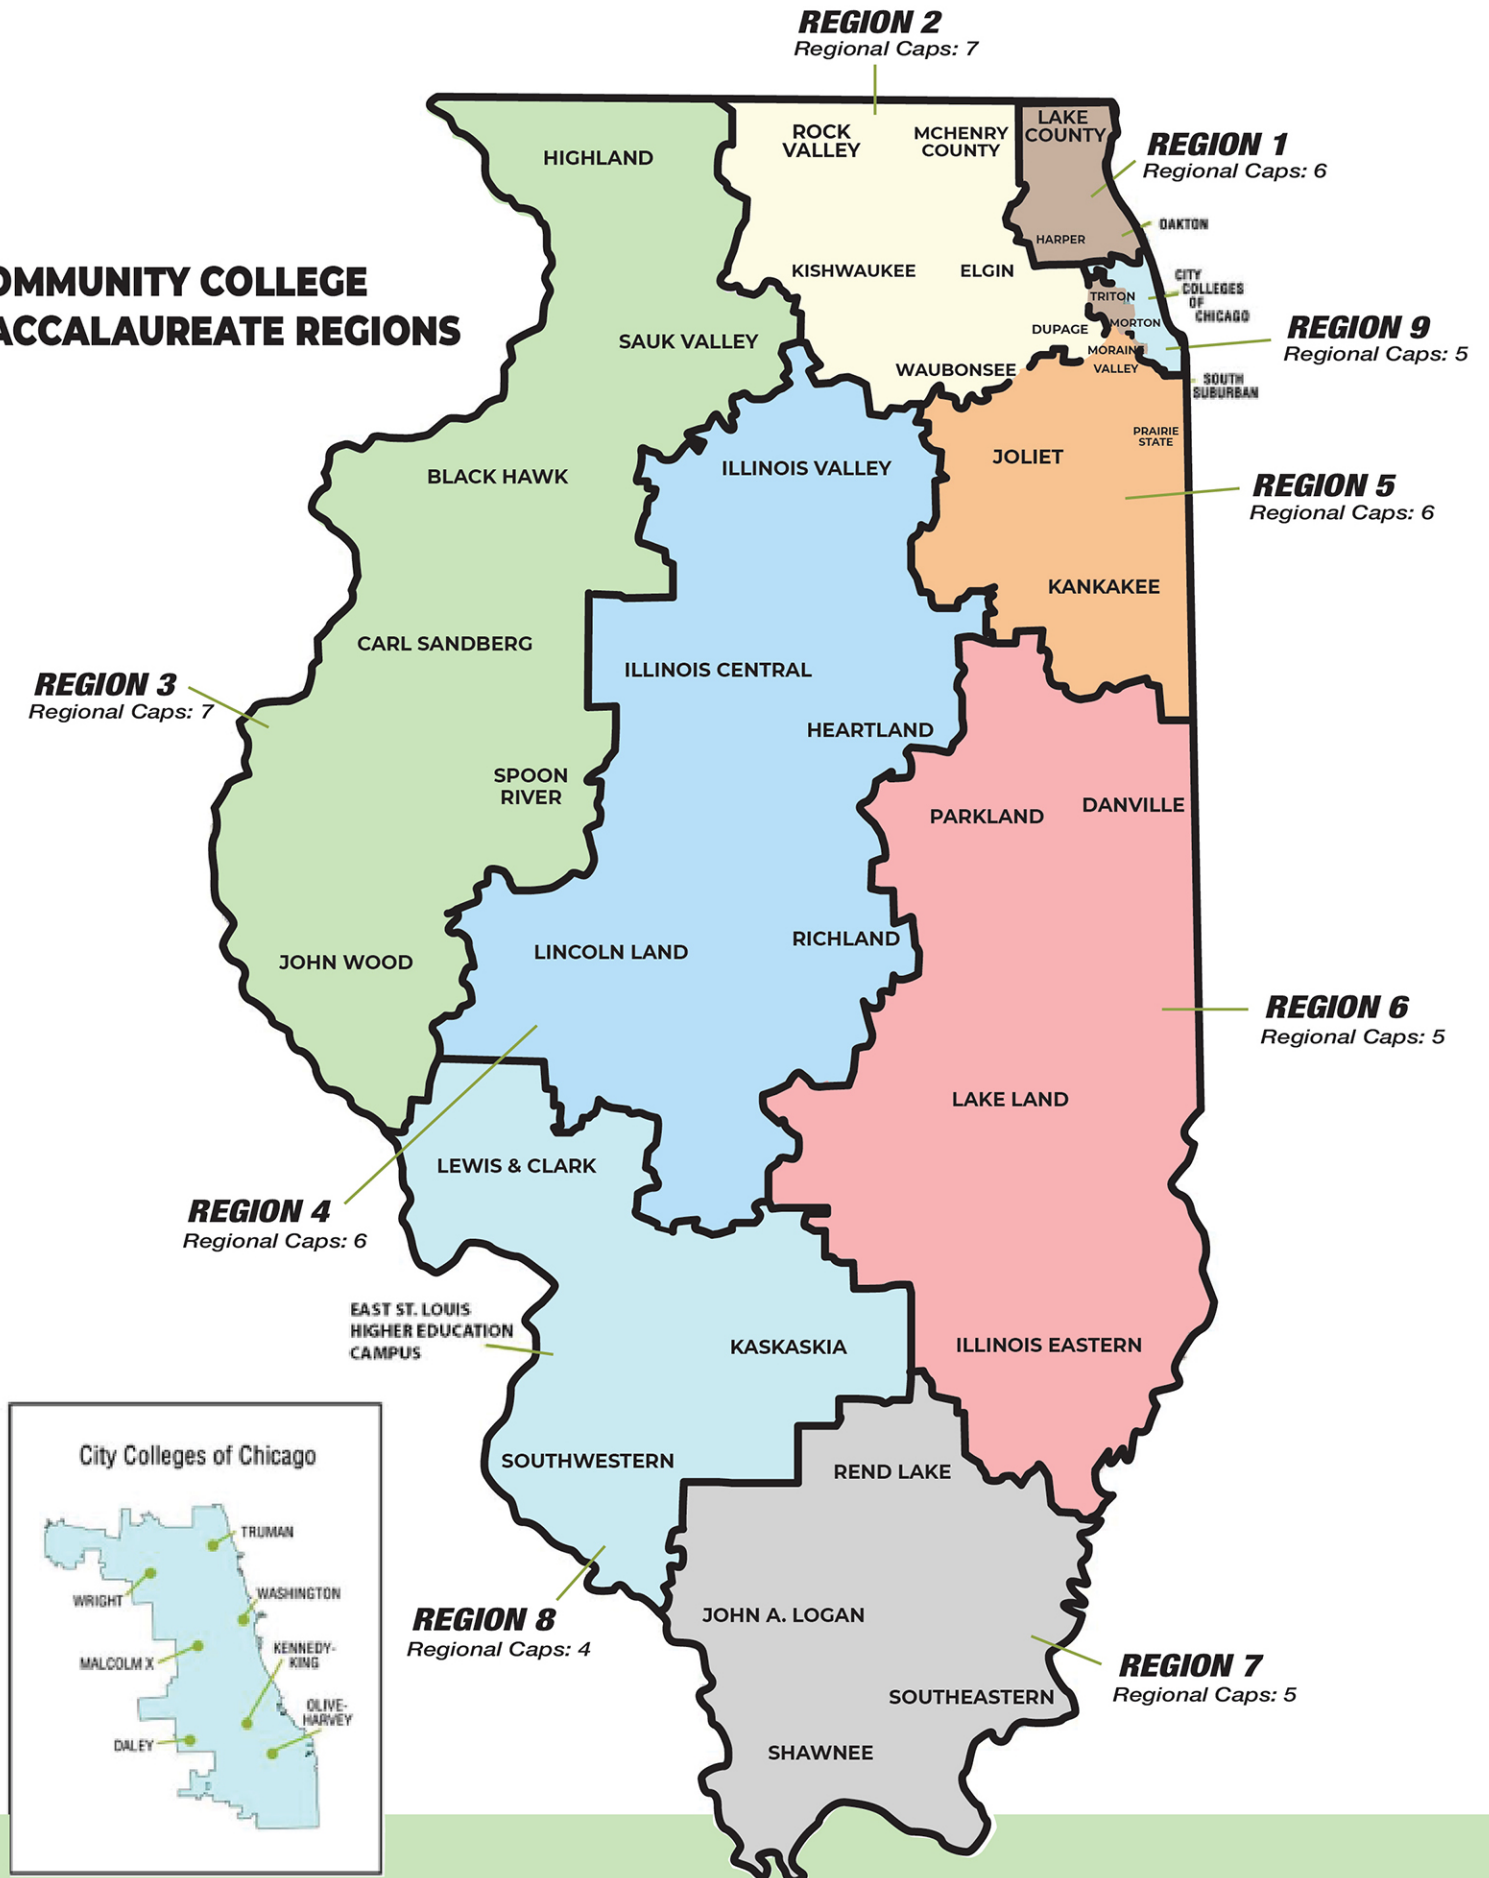 REGION 2
Regional Caps: 7
OMMUNITY COLLEGE
ACCALAUREATE REGIONS
HIGHLAND
ROCK
VALLEY
MCHENRY
COUNTY
LAKE
COUNTY
REGION 1
Regional Caps: 6
OAKTON
HARPER
KISHWAUKEE
ELGIN
CITY
COLLEGES
OF
CHICAGO
TRITON
MORTON
DUPAGE
REGION 9
Regional Caps: 5
SAUK VALLEY
MORAINE
VALLEY
WAUBONSEE
SOUTH
SUBURBAN
PRAIRIE
STATE
JOLIET
ILLINOIS VALLEY
BLACK HAWK
REGION 5
Regional Caps: 6
KANKAKEE
CARL SANDBERG
ILLINOIS CENTRAL
REGION 3
Regional Caps: 7
HEARTLAND
SPOON
RIVER
PARKLAND
DANVILLE
JOHN WOOD
LINCOLN LAND
RICHLAND
REGION 6
Regional Caps: 5
LAKE LAND
LEWIS & CLARK
REGION 4
Regional Caps: 6
EAST ST. LOUIS
HIGHER EDUCATION
CAMPUS
KASKASKIA
ILLINOIS EASTERN
SOUTHWESTERN
REND LAKE
City Colleges of Chicago
TRUMAN
WRIGHT
WASHINGTON
MALCOLM X
KENNEDY-
KING
OLIVE-
HARVEY
DALEY
REGION 8
Regional Caps: 4
JOHN A. LOGAN
REGION 7
Regional Caps: 5
SOUTHEASTERN
SHAWNEE